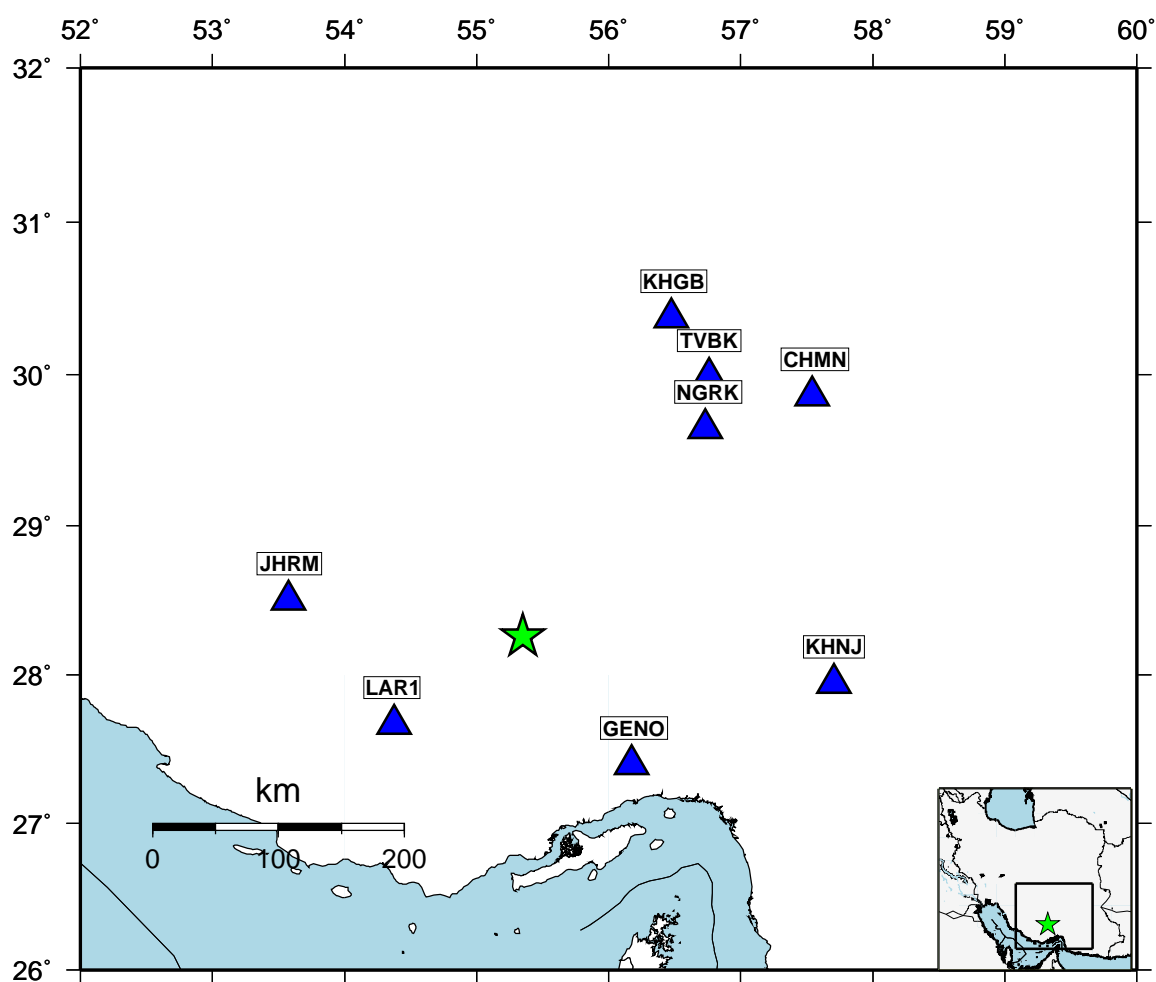 52˚ 53˚ 54˚ 55˚ 56˚ 57˚ 58˚ 59˚ 60˚
32˚
31˚
KHGB
TVBK
30˚
CHMN
NGRK
29˚
JHRM
KHNJ
28˚
LAR1
GENO
km
27˚
0 100 200
26˚